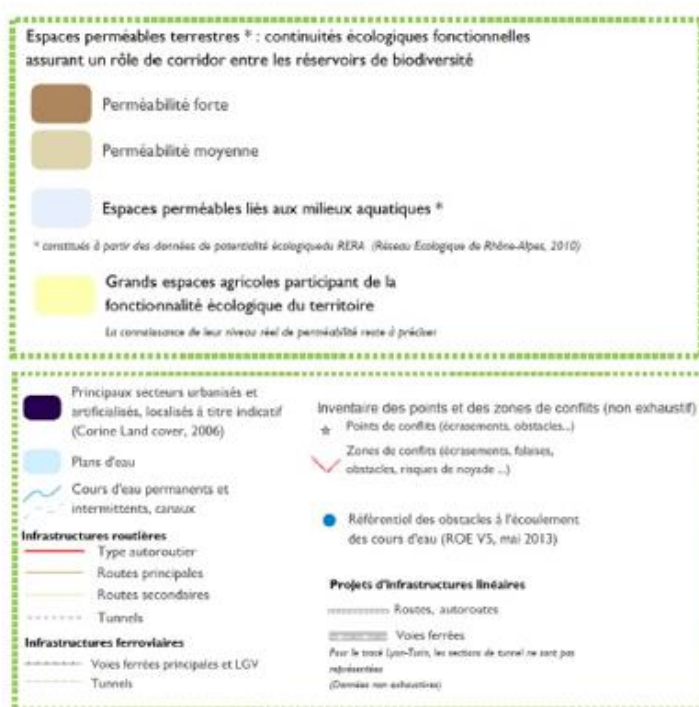 Espaces perméables terrestres * : continuités écologiques fonctionnelles
assurant un rôle de corridor entre les réservoirs de biodiversité
Perméabilité forte
Perméabilité moyenne
Espaces perméables liés aux milieux aquatiques *
* constitués à partir des données de potentialité écologiquedu RERA (Réseau Ecologique de Rhône-Alpes, 2010)
Grands espaces agricoles participant de la
fonctionnalité écologique du territoire
La connaissance de leur niveau réel de perméabilité reste à préciser
Principaux secteurs urbanisés et
artificialisés, localisés à titre indicatif
(Corine Land cover, 2006)
Plans d'eau
Cours d'eau permanents et
intermittents, canaux
Infrastructures routières
Type autoroutier
Routes principales
Routes secondaires
Tunnels
Infrastructures ferroviaires
Voies ferrées principales et LGV
Tunnels
Inventaire des points et des zones de conflits (non exhaustif)
Points de conflits (écrasements, obstacles...)
Zones de conflits (écrasements, falaises,
obstacles, risques de noyade ...)
Référentiel des obstacles à l'écoulement
des cours d'eau (ROE V5, mai 2013)
Projets d'infrastructures linéaires
Routes, autoroutes
Voies ferrées
Pour le tracé Lyon-Turin, les sections de tunnel ne sont pas
représentées
(Données non exhaustives)